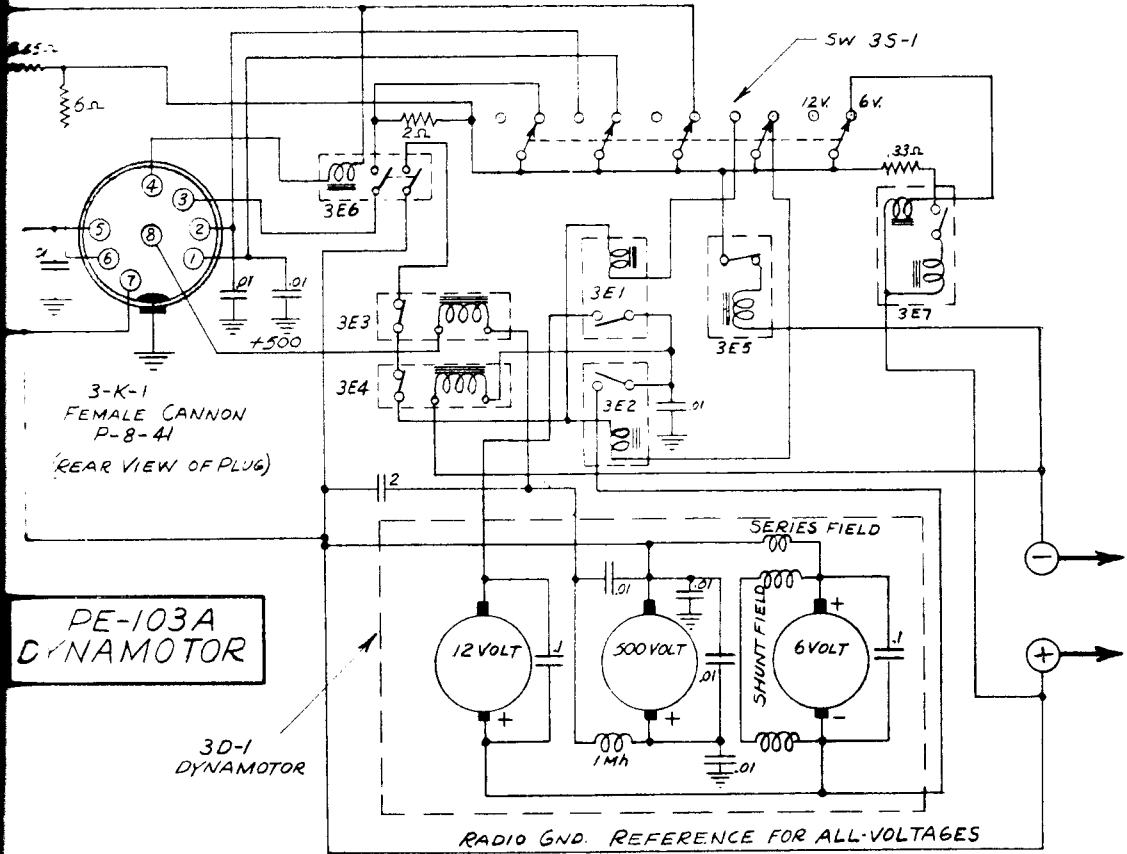 SW 3S-1
6Ω
2Ω
12V.
6V.
.33Ω
4
3
5
8
2
6
1
7
3E6
.01
.01
3E3
+500
3E4
3E1
3E2
3E5
3E7
.01
3-K-1
FEMALE CANNON
P-8-41
(REAR VIEW OF PLUG)
2
SERIES FIELD
−
PE-103A
DYNAMOTOR
.01
.01
SHUNT FIELD
+
12 VOLT
.1
500 VOLT
.01
6 VOLT
.1
+
+
+
−
1Mh
.01
3D-1
DYNAMOTOR
RADIO GND. REFERENCE FOR ALL-VOLTAGES